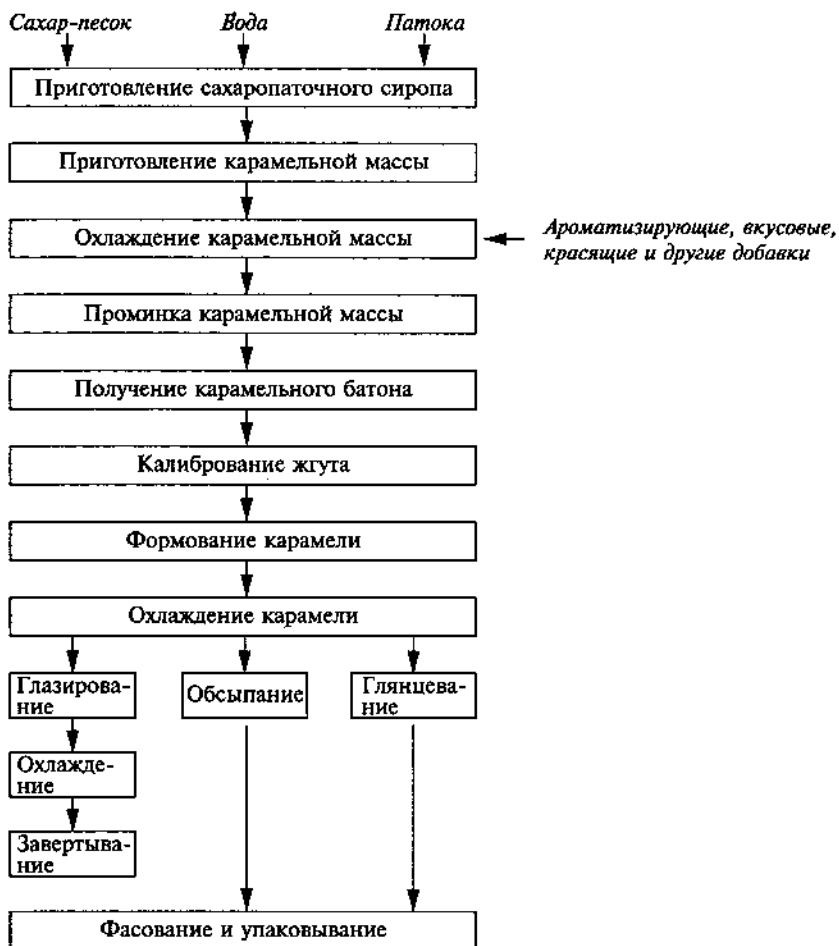 Сахар-песок Вода Патока
Приготовление сахаропаточного сиропа
Приготовление карамельной массы
Охлаждение карамельной массы
Ароматизирующие, вкусовые,
красящие и другие добавки
Проминка карамельной массы
Получение карамельного батона
Калибрование жгута
Формование карамели
Охлаждение карамели
Глазирова-
ние
Обсыпание
Глянцева-
ние
Охлажде-
ние
Завертыва-
ние
Фасование и упаковывание